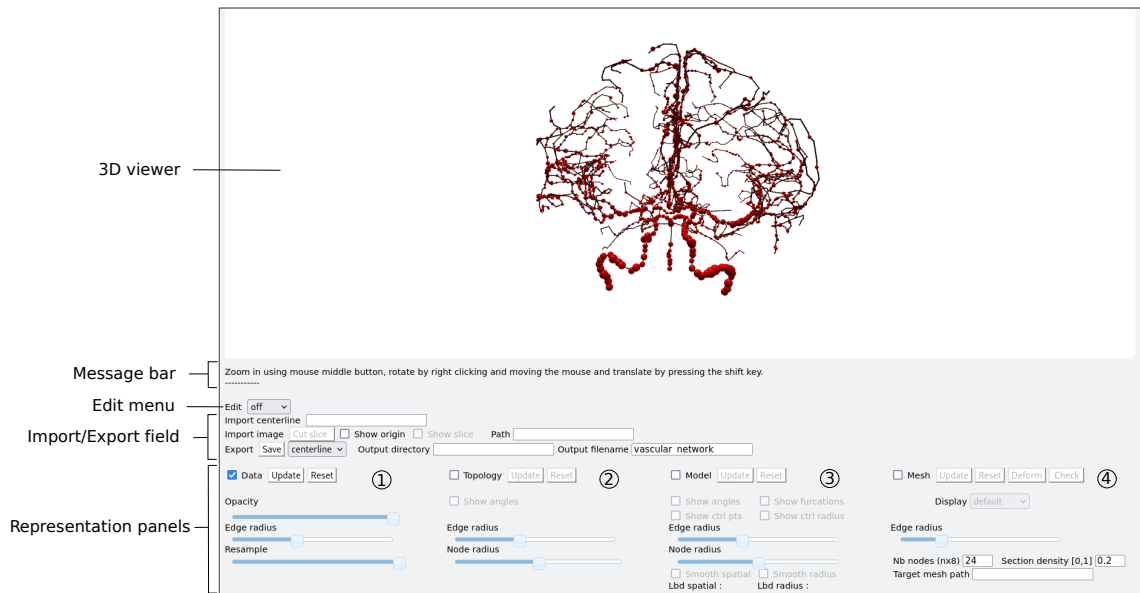 3D viewer
Message bar
Zoom in using mouse middle button, rotate by right clicking and moving the mouse and translate by pressing the shift key.
-----------
Edit menu
Edit off
Import/Export field
Import centerline
Import image Cut slice Show origin Show slice Path
Export Save centerline Output directory Output filename vascular_network
Representation panels
Data Update Reset ①
Opacity
Edge radius
Resample
Topology Update Reset ②
Show angles
Edge radius
Node radius
Model Update Reset ③
Show angles Show furcations
Show ctrl pts Show ctrl radius
Edge radius
Node radius
Smooth spatial Smooth radius
Lbd spatial : Lbd radius :
Mesh Update Reset Deform Check ④
Display default
Edge radius
Nb nodes (nx8) 24 Section density [0,1] 0.2
Target mesh path